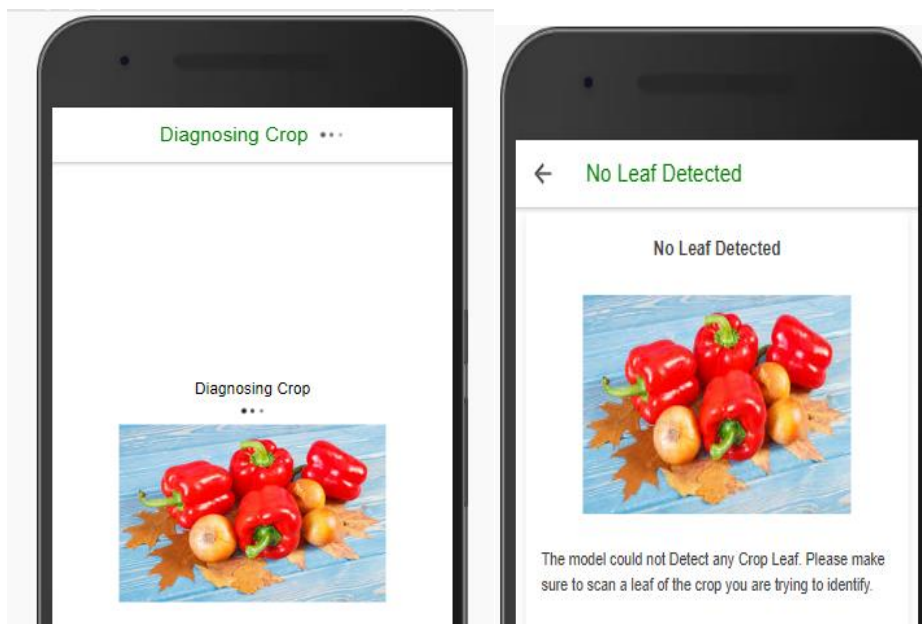 Diagnosing Crop
Diagnosing Crop
No Leaf Detected
No Leaf Detected
The model could not Detect any Crop Leaf. Please make
sure to scan a leaf of the crop you are trying to identify.